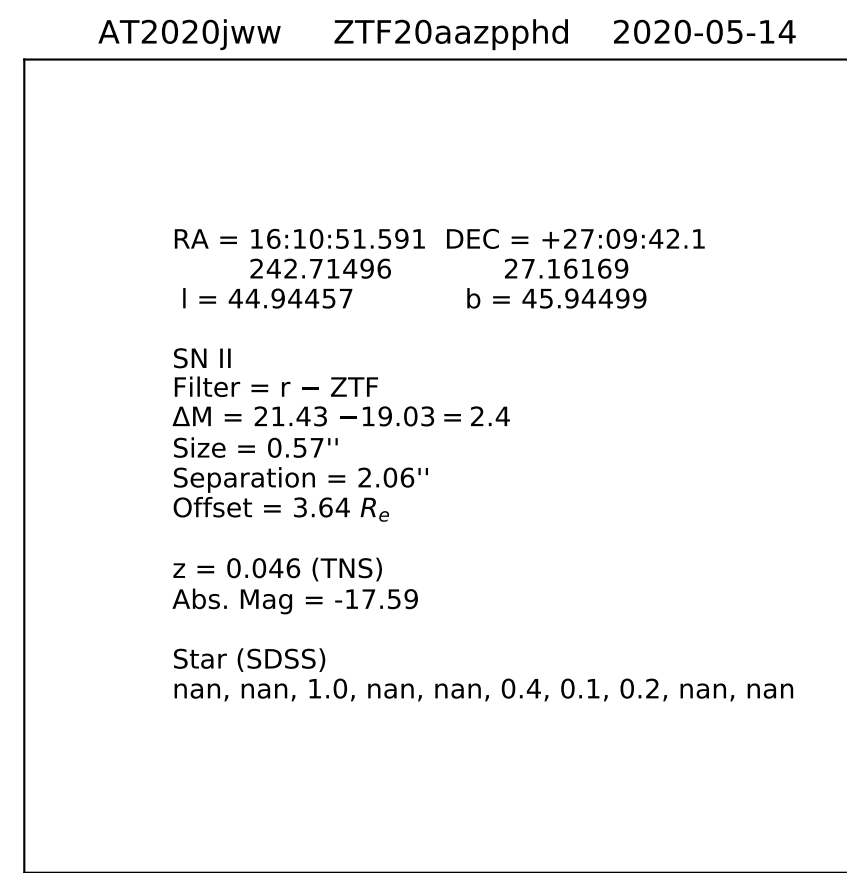 AT2020jww ZTF20aazpphd 2020-05-14
RA = 16:10:51.591 DEC = +27:09:42.1
242.71496 27.16169
l = 44.94457 b = 45.94499
SN II
Filter = r − ZTF
ΔM = 21.43 −19.03 = 2.4
Size = 0.57''
Separation = 2.06''
Offset = 3.64 Rₑ
z = 0.046 (TNS)
Abs. Mag = -17.59
Star (SDSS)
nan, nan, 1.0, nan, nan, 0.4, 0.1, 0.2, nan, nan